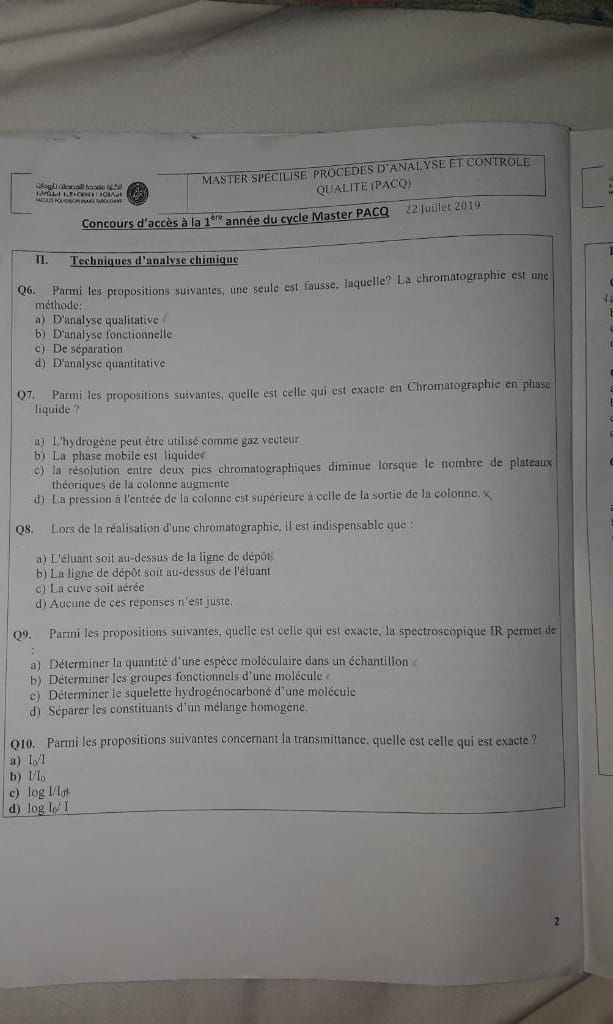 MASTER SPECILISE PROCEDES D'ANALYSE ET CONTROLE
QUALITE (PACQ)
Concours d'accès à la 1ère année du cycle Master PACQ 22 Juillet 2019
II. Techniques d'analyse chimique
Q6. Parmi les propositions suivantes, une seule est fausse, laquelle? La chromatographie est une
méthode:
a) D'analyse qualitative
b) D'analyse fonctionnelle
c) De séparation
d) D'analyse quantitative
Q7. Parmi les propositions suivantes, quelle est celle qui est exacte en Chromatographie en phase
liquide ?
a) L'hydrogène peut être utilisé comme gaz vecteur
b) La phase mobile est liquide
c) la résolution entre deux pics chromatographiques diminue lorsque le nombre de plateaux
théoriques de la colonne augmente
d) La pression à l'entrée de la colonne est supérieure à celle de la sortie de la colonne.
Q8. Lors de la réalisation d'une chromatographie, il est indispensable que :
a) L'éluant soit au-dessus de la ligne de dépôt
b) La ligne de dépôt soit au-dessus de l'éluant
c) La cuve soit aérée
d) Aucune de ces réponses n'est juste.
Q9. Parmi les propositions suivantes, quelle est celle qui est exacte, la spectroscopique IR permet de
:
a) Déterminer la quantité d'une espèce moléculaire dans un échantillon
b) Déterminer les groupes fonctionnels d'une molécule
c) Déterminer le squelette hydrogénocarboné d'une molécule
d) Séparer les constituants d'un mélange homogène.
Q10. Parmi les propositions suivantes concernant la transmittance, quelle est celle qui est exacte ?
a) I₀/I
b) I/I₀
c) log I/I₀
d) log I₀/ I
2